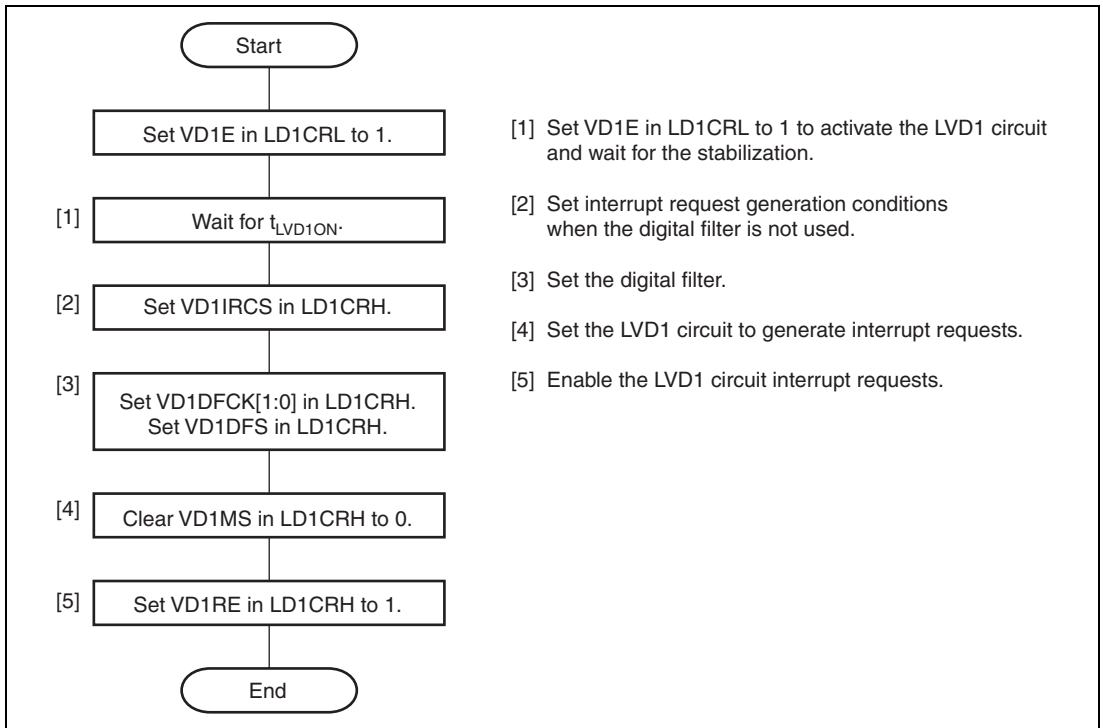 Start
Set VD1E in LD1CRL to 1.
[1] Wait for tLVD1ON.
[2] Set VD1IRCS in LD1CRH.
[3] Set VD1DFCK[1:0] in LD1CRH.
Set VD1DFS in LD1CRH.
[4] Clear VD1MS in LD1CRH to 0.
[5] Set VD1RE in LD1CRH to 1.
End
[1] Set VD1E in LD1CRL to 1 to activate the LVD1 circuit
and wait for the stabilization.
[2] Set interrupt request generation conditions
when the digital filter is not used.
[3] Set the digital filter.
[4] Set the LVD1 circuit to generate interrupt requests.
[5] Enable the LVD1 circuit interrupt requests.